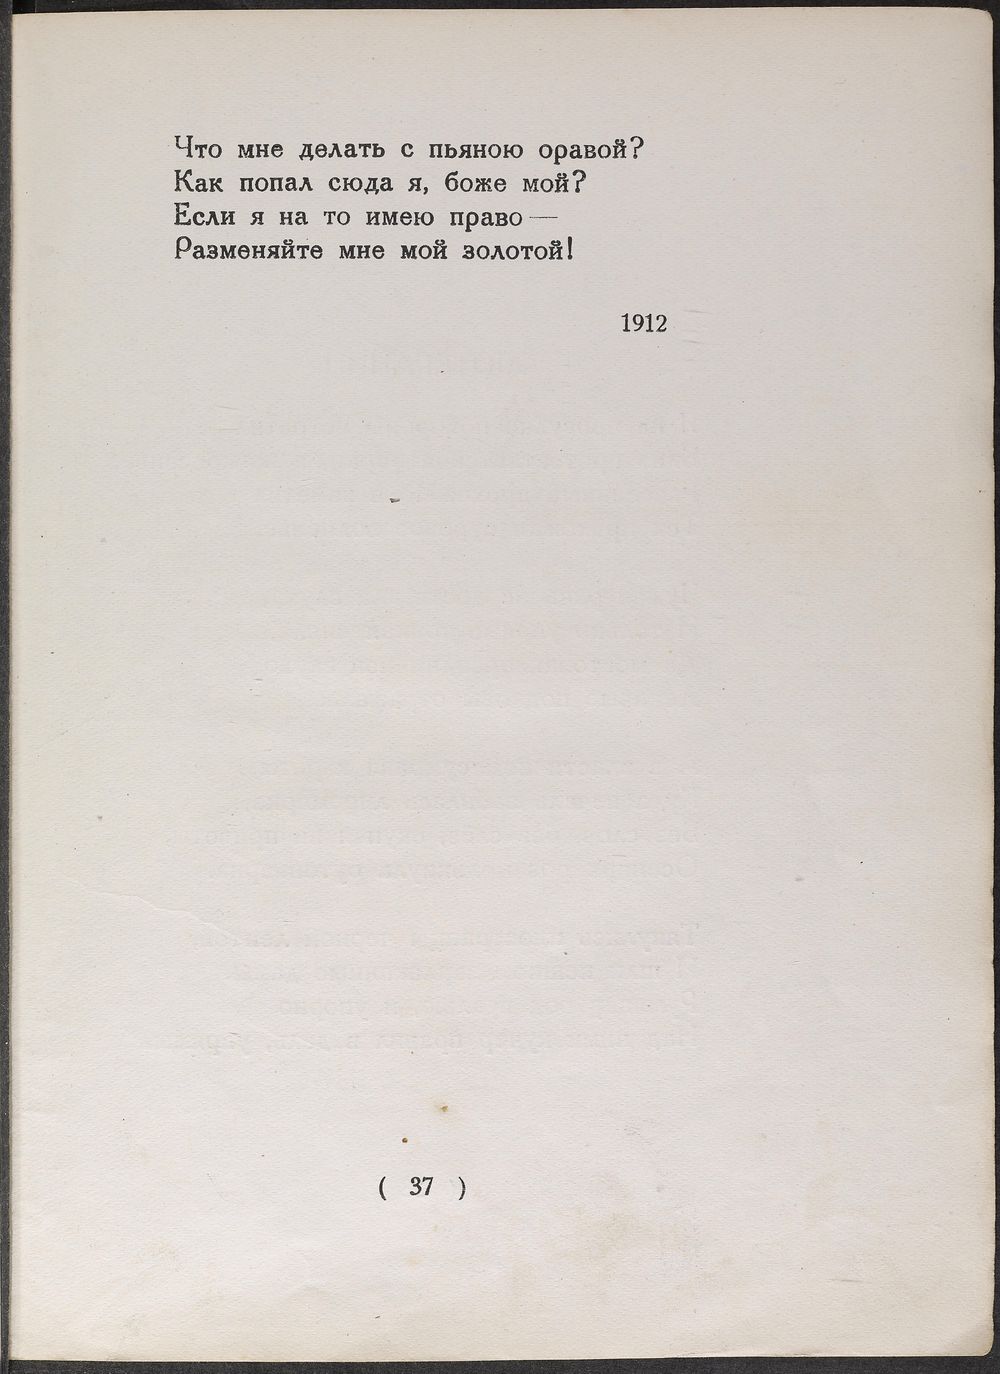 Что мне делать с пьяною оравой?
Как попал сюда я, боже мой?
Если я на то имею право —
Разменяйте мне мой золотой!
1912
( 37 )